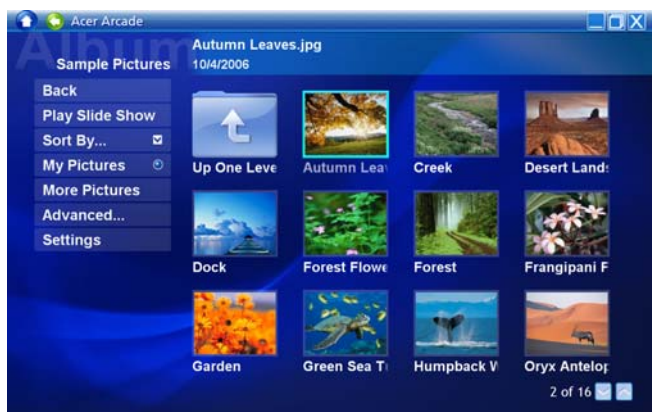 Acer Arcade
Album
Sample Pictures
Autumn Leaves.jpg
10/4/2006
Back
Play Slide Show
Sort By...
My Pictures
More Pictures
Advanced...
Settings
Up One Leve
Autumn Leav
Creek
Desert Lands
Dock
Forest Flowe
Forest
Frangipani F
Garden
Green Sea T
Humpback W
Oryx Antelop
2 of 16